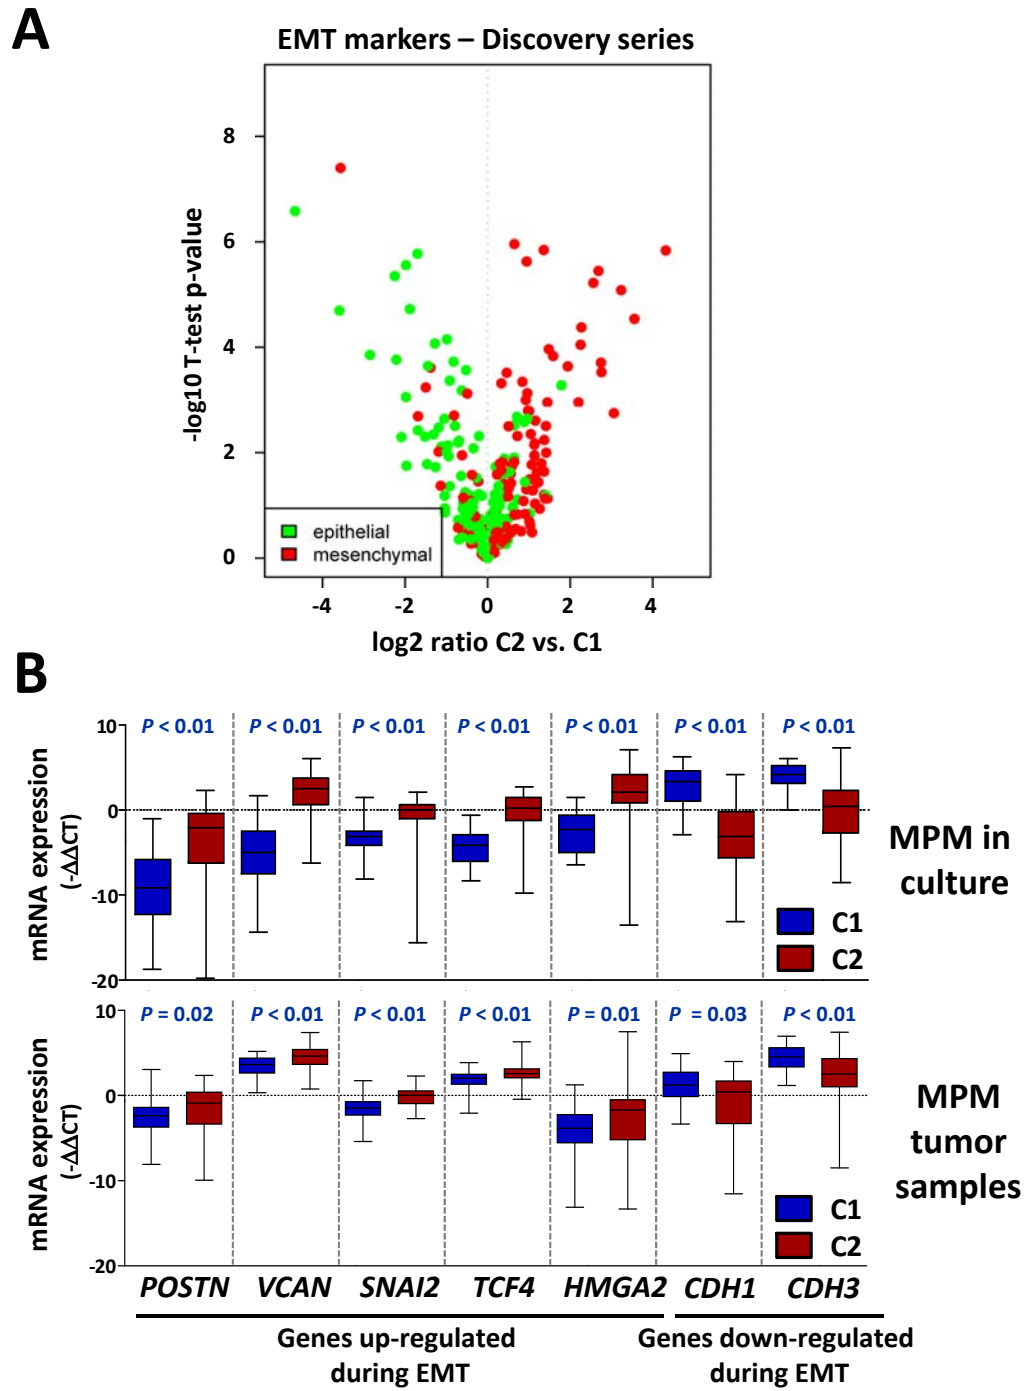 A
EMT markers – Discovery series
8
6
4
2
0
-log10 T-test p-value
epithelial
mesenchymal
-4 -2 0 2 4
log2 ratio C2 vs. C1
B
P < 0.01 P < 0.01 P < 0.01 P < 0.01 P < 0.01 P < 0.01 P < 0.01
10
0
-10
-20
mRNA expression
(-ΔΔCT)
C1
C2
MPM in
culture
P = 0.02 P < 0.01 P < 0.01 P < 0.01 P = 0.01 P = 0.03 P < 0.01
10
0
-10
-20
mRNA expression
(-ΔΔCT)
C1
C2
MPM
tumor
samples
POSTN VCAN SNAI2 TCF4 HMGA2 CDH1 CDH3
Genes up-regulated
during EMT
Genes down-regulated
during EMT